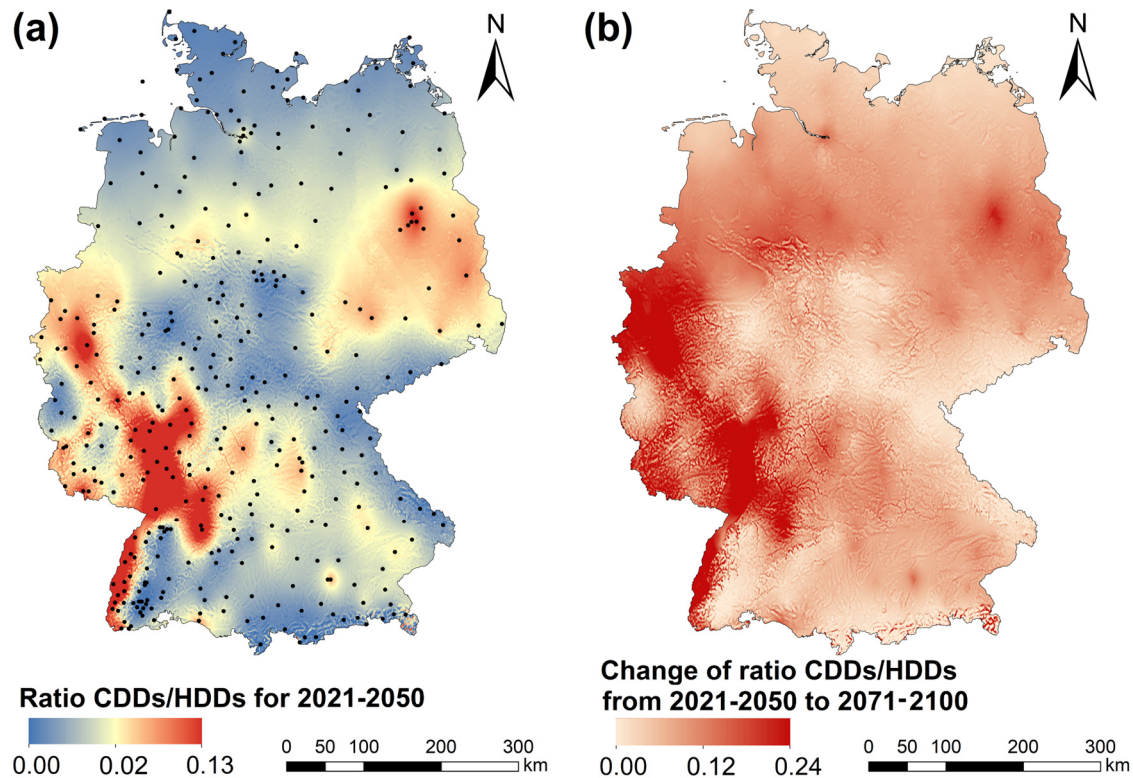 (a)
N
(b)
N
Ratio CDDs/HDDs for 2021-2050
0.00 0.02 0.13
0 50 100 200 300
km
Change of ratio CDDs/HDDs
from 2021-2050 to 2071-2100
0.00 0.12 0.24
0 50 100 200 300
km